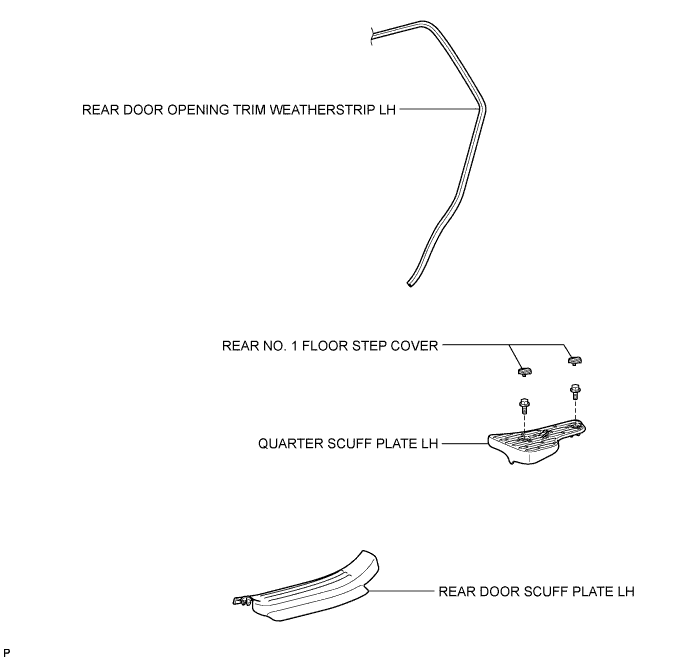 REAR DOOR OPENING TRIM WEATHERSTRIP LH
REAR NO. 1 FLOOR STEP COVER
QUARTER SCUFF PLATE LH
REAR DOOR SCUFF PLATE LH
P